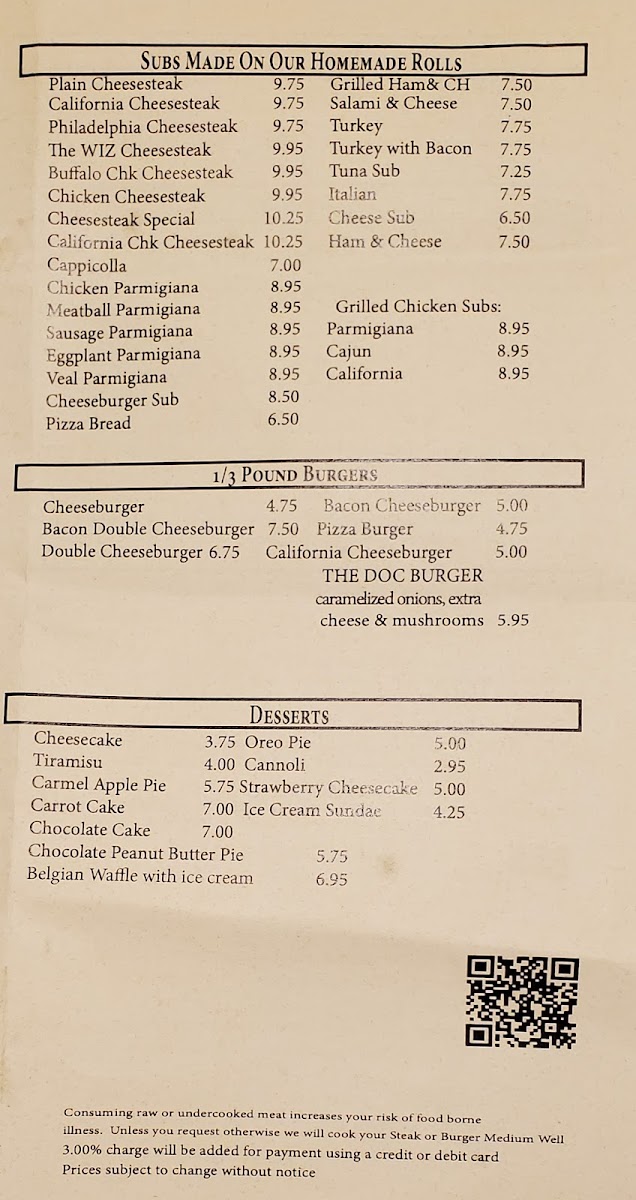 SUBS MADE ON OUR HOMEMADE ROLLS
Plain Cheesesteak 9.75 Grilled Ham& CH 7.50
California Cheesesteak 9.75 Salami & Cheese 7.50
Philadelphia Cheesesteak 9.75 Turkey 7.75
The WIZ Cheesesteak 9.95 Turkey with Bacon 7.75
Buffalo Chk Cheesesteak 9.95 Tuna Sub 7.25
Chicken Cheesesteak 9.95 Italian 7.75
Cheesesteak Special 10.25 Cheese Sub 6.50
California Chk Cheesesteak 10.25 Ham & Cheese 7.50
Cappicolla 7.00
Chicken Parmigiana 8.95
Meatball Parmigiana 8.95 Grilled Chicken Subs:
Sausage Parmigiana 8.95 Parmigiana 8.95
Eggplant Parmigiana 8.95 Cajun 8.95
Veal Parmigiana 8.95 California 8.95
Cheeseburger Sub 8.50
Pizza Bread 6.50
1/3 POUND BURGERS
Cheeseburger 4.75 Bacon Cheeseburger 5.00
Bacon Double Cheeseburger 7.50 Pizza Burger 4.75
Double Cheeseburger 6.75 California Cheeseburger 5.00
THE DOC BURGER
caramelized onions, extra
cheese & mushrooms 5.95
DESSERTS
Cheesecake 3.75 Oreo Pie 5.00
Tiramisu 4.00 Cannoli 2.95
Carmel Apple Pie 5.75 Strawberry Cheesecake 5.00
Carrot Cake 7.00 Ice Cream Sundae 4.25
Chocolate Cake 7.00
Chocolate Peanut Butter Pie 5.75
Belgian Waffle with ice cream 6.95
Consuming raw or undercooked meat increases your risk of food borne
illness. Unless you request otherwise we will cook your Steak or Burger Medium Well
3.00% charge will be added for payment using a credit or debit card
Prices subject to change without notice